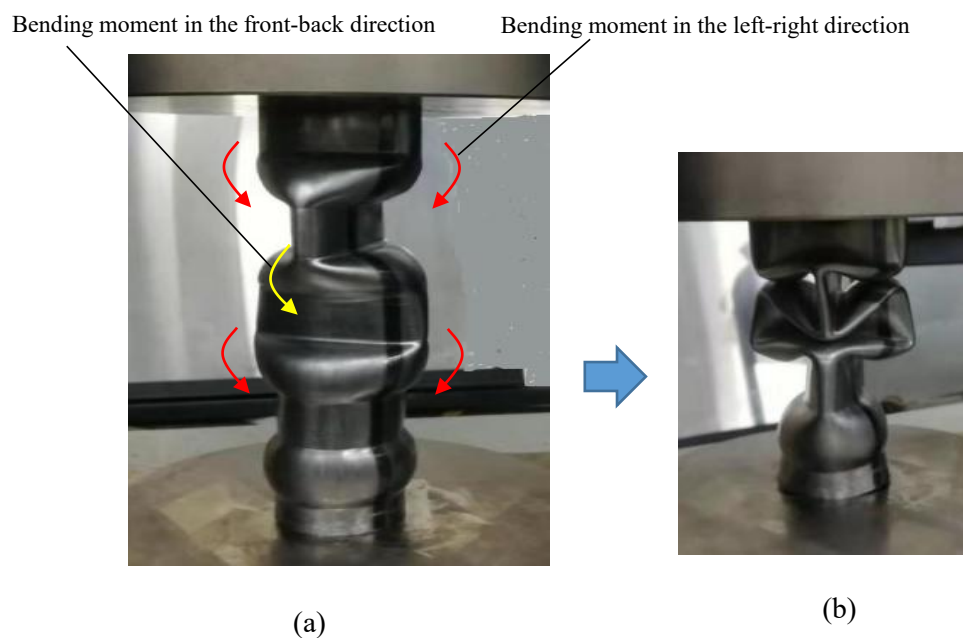 Bending moment in the front-back direction
Bending moment in the left-right direction
(a)
(b)